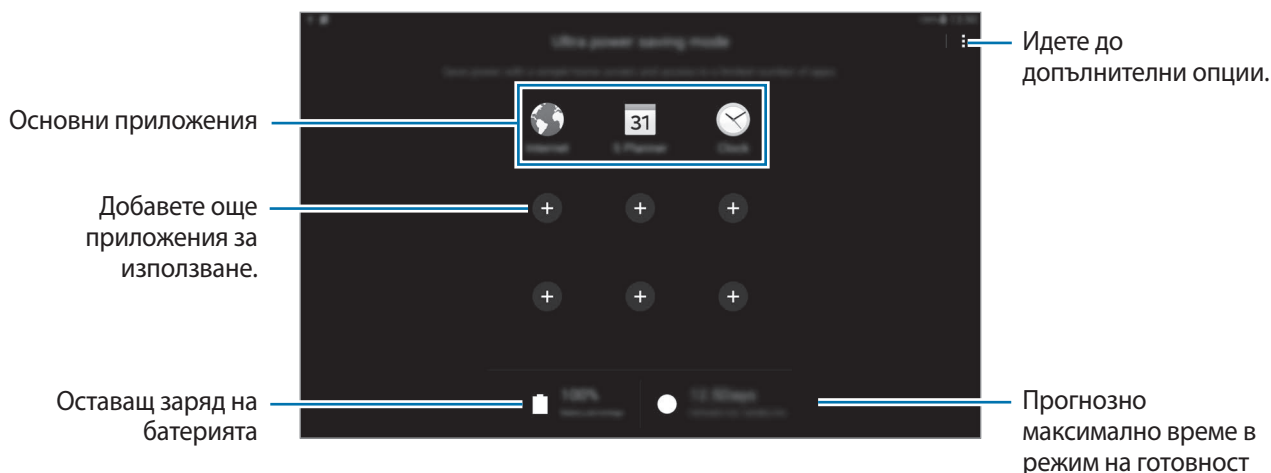 Идете до
допълнителни опции.
Ultra power saving mode
Основни приложения
31
Internet
S Planner
Clock
Добавете още
приложения за
използване.
Оставащ заряд на
батерията
100%
Прогнозно
максимално време в
режим на готовност